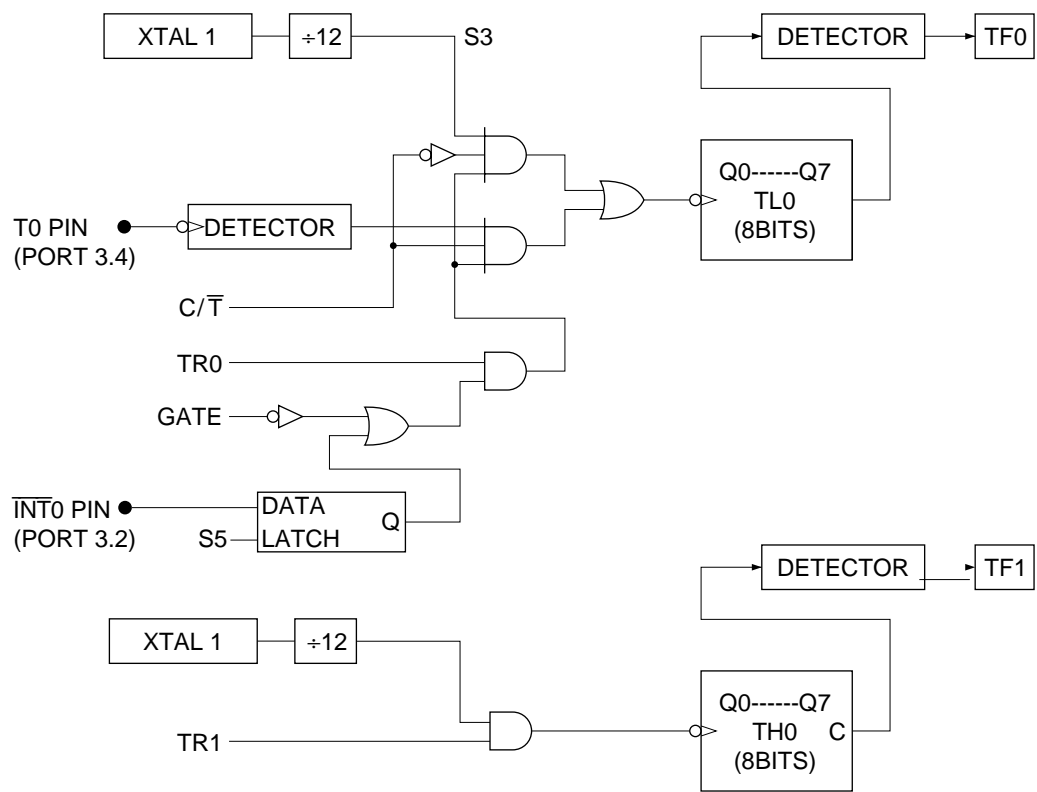 XTAL 1
÷12
S3
DETECTOR
TF0
Q0------Q7
TL0
(8BITS)
T0 PIN
(PORT 3.4)
DETECTOR
C/T̅
TR0
GATE
I̅N̅T̅0 PIN
(PORT 3.2)
DATA
Q
S5
LATCH
DETECTOR
TF1
XTAL 1
÷12
Q0------Q7
TH0
C
(8BITS)
TR1